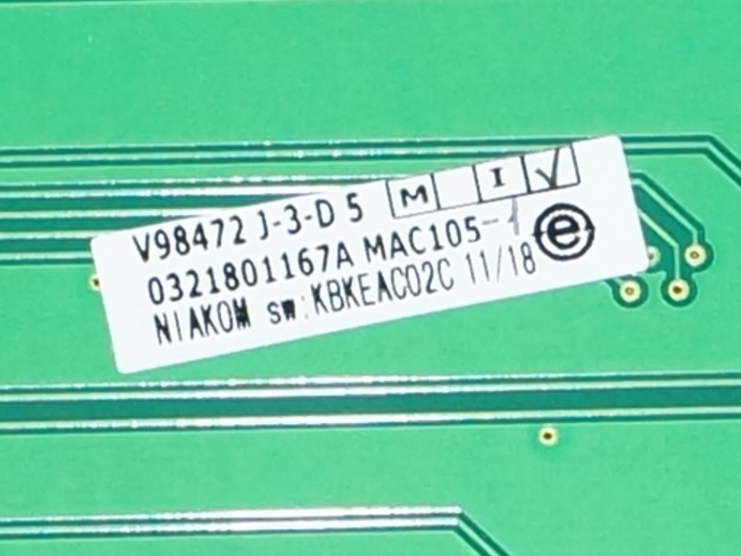 V98472 J-3-D 5 M I √
0321801167A MAC105-1 e
NIAKOM sw:KBKEAC02C 11/18